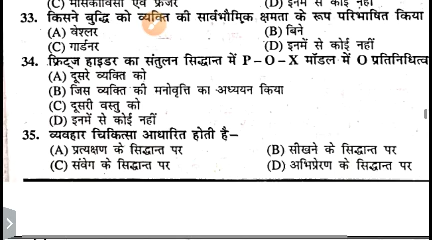 (C) मास्काविसी एवं फ्रेजर (D) इनमें से कोई नहीं
33. किसने बुद्धि को व्यक्ति की सार्वभौमिक क्षमता के रूप परिभाषित किया
(A) वेश्लर (B) बिने
(C) गार्डनर (D) इनमें से कोई नहीं
34. फ्रिट्ज हाइडर का संतुलन सिद्धान्त में P–O–X मॉडल में O प्रतिनिधित्व
(A) दूसरे व्यक्ति को
(B) जिस व्यक्ति की मनोवृत्ति का अध्ययन किया
(C) दूसरी वस्तु को
(D) इनमें से कोई नहीं
35. व्यवहार चिकित्सा आधारित होती है–
(A) प्रत्यक्षण के सिद्धान्त पर (B) सीखने के सिद्धान्त पर
(C) संवेग के सिद्धान्त पर (D) अभिप्रेरण के सिद्धान्त पर